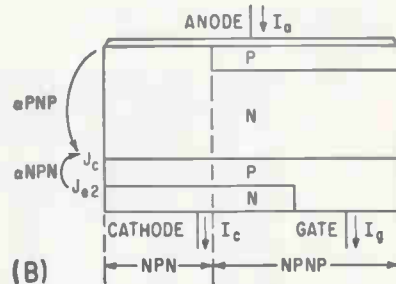 ANODE Ia
P
αPNP
N
Jc
αNPN
P
Je2
N
CATHODE Ic GATE Ig
(B)
NPN NPNP